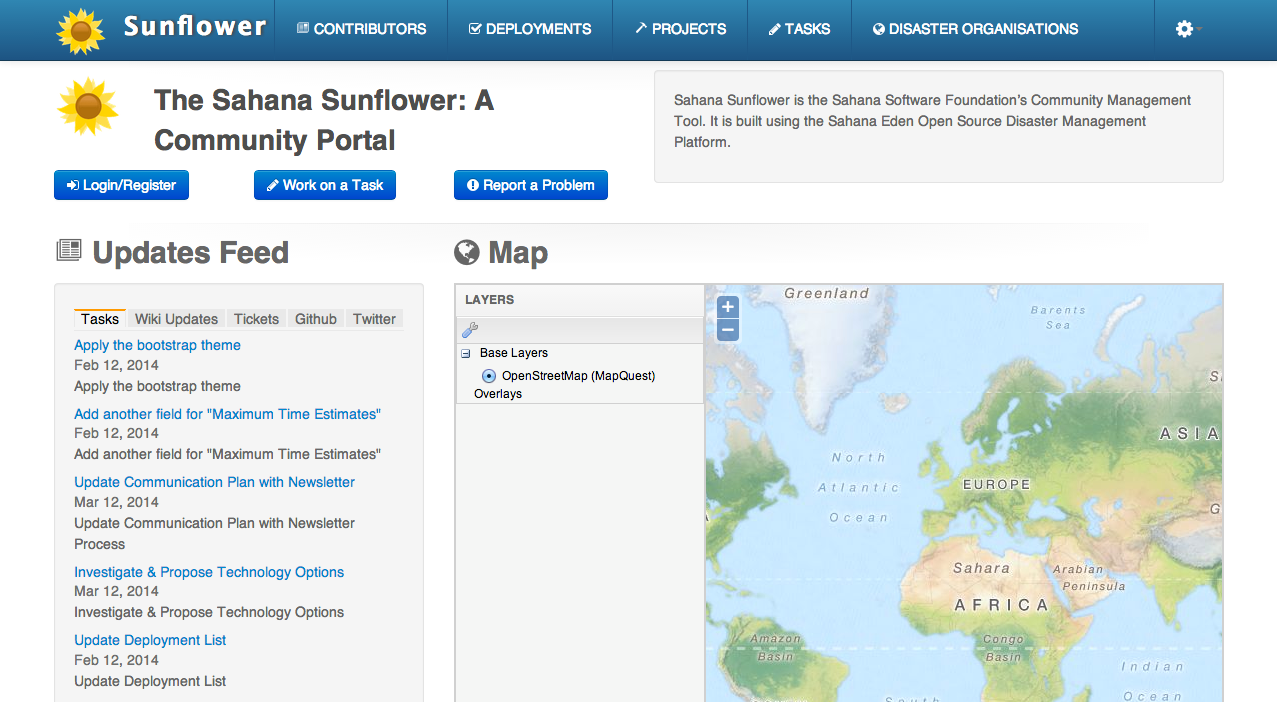 Sunflower
CONTRIBUTORS
DEPLOYMENTS
PROJECTS
TASKS
DISASTER ORGANISATIONS
The Sahana Sunflower: A
Community Portal
Sahana Sunflower is the Sahana Software Foundation's Community Management
Tool. It is built using the Sahana Eden Open Source Disaster Management
Platform.
Login/Register
Work on a Task
Report a Problem
Updates Feed
Tasks
Wiki Updates
Tickets
Github
Twitter
Apply the bootstrap theme
Feb 12, 2014
Apply the bootstrap theme
Add another field for "Maximum Time Estimates"
Feb 12, 2014
Add another field for "Maximum Time Estimates"
Update Communication Plan with Newsletter
Mar 12, 2014
Update Communication Plan with Newsletter
Process
Investigate & Propose Technology Options
Mar 12, 2014
Investigate & Propose Technology Options
Update Deployment List
Feb 12, 2014
Update Deployment List
Map
LAYERS
Base Layers
OpenStreetMap (MapQuest)
Overlays
+
−
Greenland
Barents
Sea
S
ASIA
North
Atlantic
Ocean
EUROPE
G
Sahara
Arabian
Peninsula
AFRICA
Amazon
Basin
Congo
Basin
Indian
Ocean
South